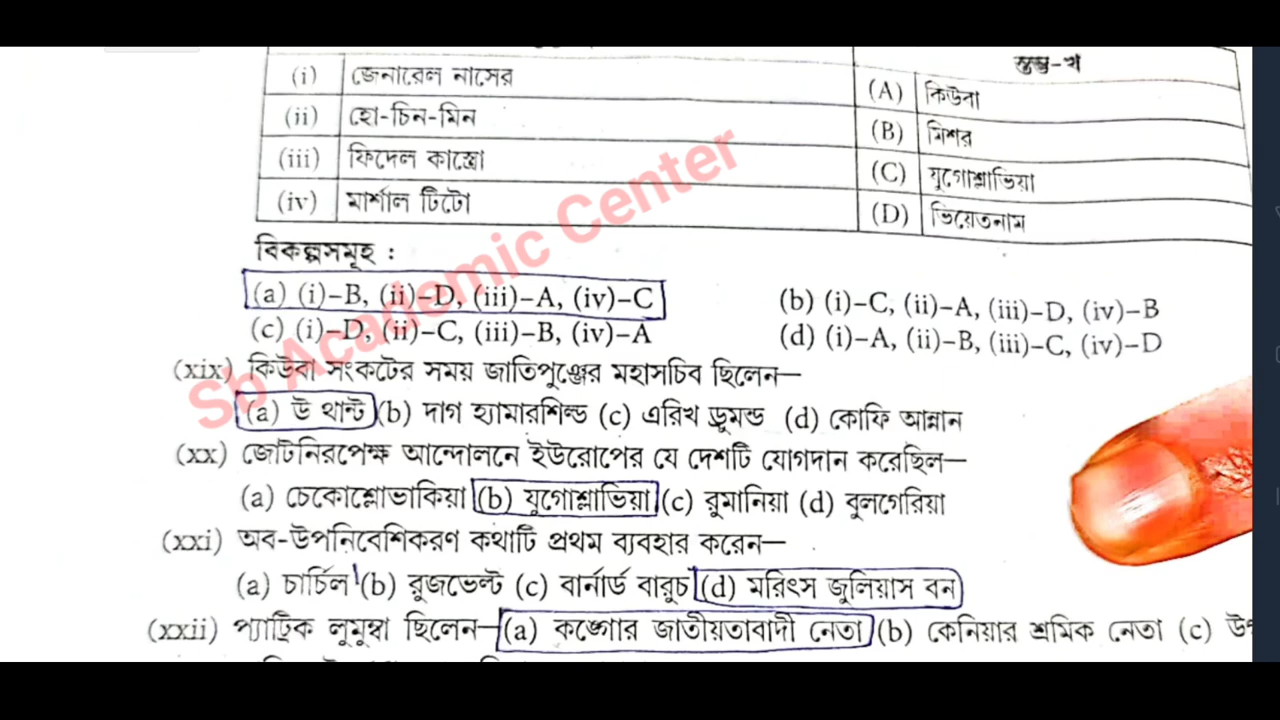 স্তম্ভ-খ
(i) জেনারেল নাসের (A) কিউবা
(ii) হো-চিন-মিন (B) মিশর
(iii) ফিদেল কাস্ত্রো (C) যুগোশ্লাভিয়া
(iv) মার্শাল টিটো (D) ভিয়েতনাম
বিকল্পসমূহ :
(a) (i)–B, (ii)–D, (iii)–A, (iv)–C (b) (i)–C, (ii)–A, (iii)–D, (iv)–B
(c) (i)–D, (ii)–C, (iii)–B, (iv)–A (d) (i)–A, (ii)–B, (iii)–C, (iv)–D
(xix) কিউবা সংকটের সময় জাতিপুঞ্জের মহাসচিব ছিলেন—
(a) উ থান্ট (b) দাগ হ্যামারশিল্ড (c) এরিখ ড্রুমন্ড (d) কোফি আন্নান
(xx) জোটনিরপেক্ষ আন্দোলনে ইউরোপের যে দেশটি যোগদান করেছিল—
(a) চেকোশ্লোভাকিয়া (b) যুগোশ্লাভিয়া (c) রুমানিয়া (d) বুলগেরিয়া
(xxi) অব-উপনিবেশিকরণ কথাটি প্রথম ব্যবহার করেন—
(a) চার্চিল (b) রুজভেল্ট (c) বার্নার্ড বারুচ (d) মরিৎস জুলিয়াস বন
(xxii) প্যাট্রিক লুমুম্বা ছিলেন—(a) কঙ্গোর জাতীয়তাবাদী নেতা (b) কেনিয়ার শ্রমিক নেতা (c)
Sb Academic Center